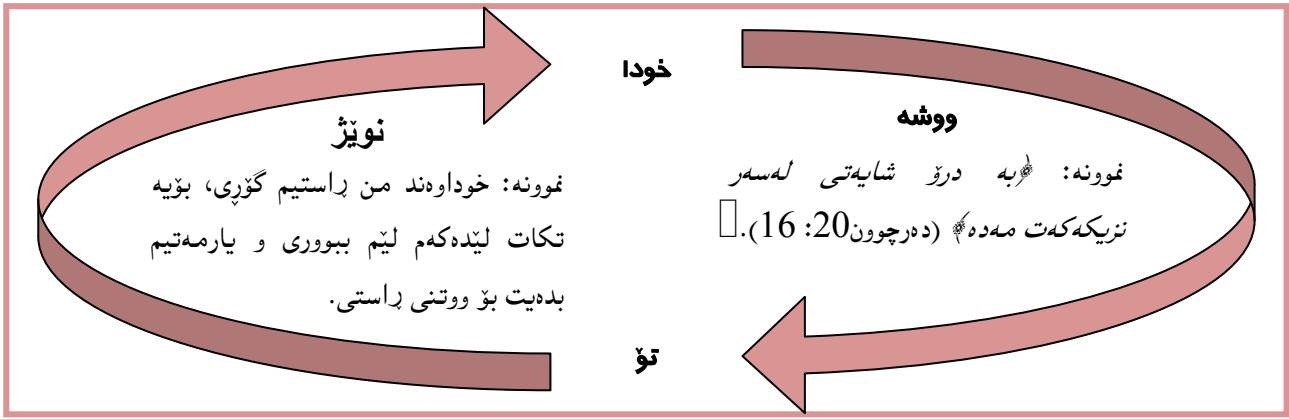 خودا
ووشە
نموونە: ﴿بە درۆ شایەتی لەسەر
نزیکەکەت مەدە﴾ (دەرچوون20: 16).
نوێژ
نموونە: خوداوەند من ڕاستیم گۆڕی، بۆیە
تکات لێدەکەم لێم ببووری و یارمەتیم
بدەیت بۆ ووتنی ڕاستی.
تۆ